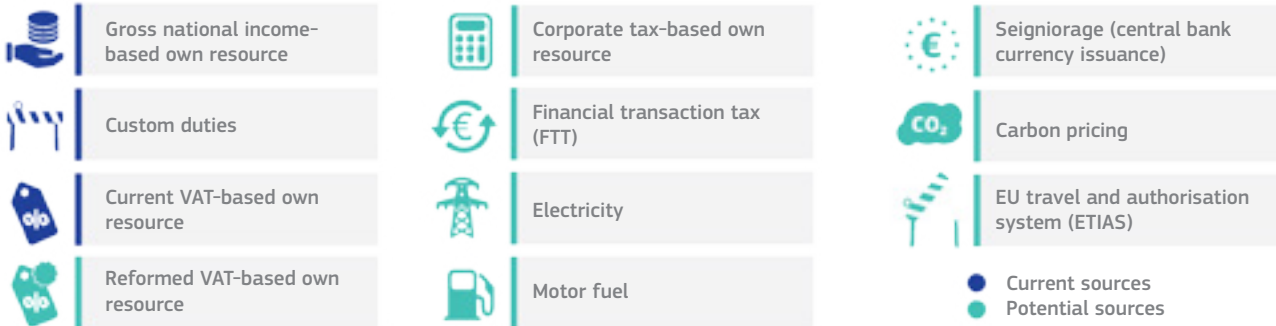 Gross national income-
based own resource
Custom duties
Current VAT-based own
resource
Reformed VAT-based own
resource
Corporate tax-based own
resource
Financial transaction tax
(FTT)
Electricity
Motor fuel
Seigniorage (central bank
currency issuance)
CO₂
Carbon pricing
EU travel and authorisation
system (ETIAS)
Current sources
Potential sources